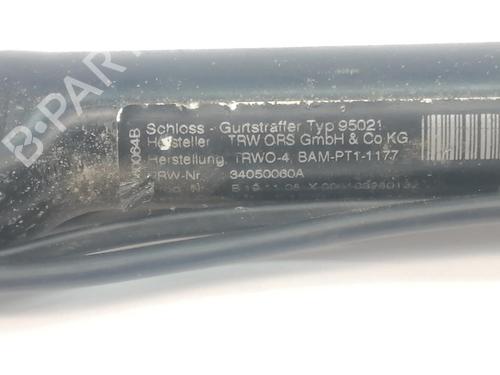 Schloss - Gurtstraffer Typ 95021
Hersteller TRW ORS GmbH & Co KG
Herstellung TRWO-4, BAM-PT1-1177
TRW-Nr. 34050060A
B-Parts